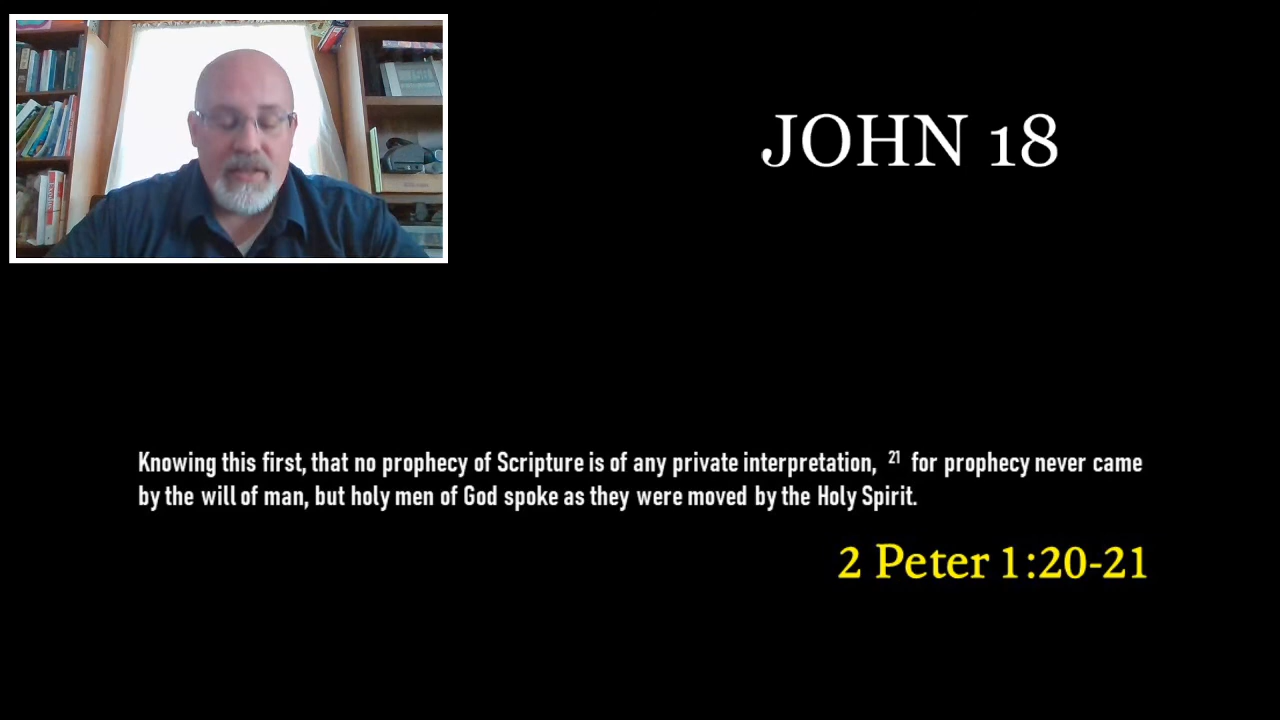 JOHN 18
Knowing this first, that no prophecy of Scripture is of any private interpretation, 21 for prophecy never came
by the will of man, but holy men of God spoke as they were moved by the Holy Spirit.
2 Peter 1:20-21